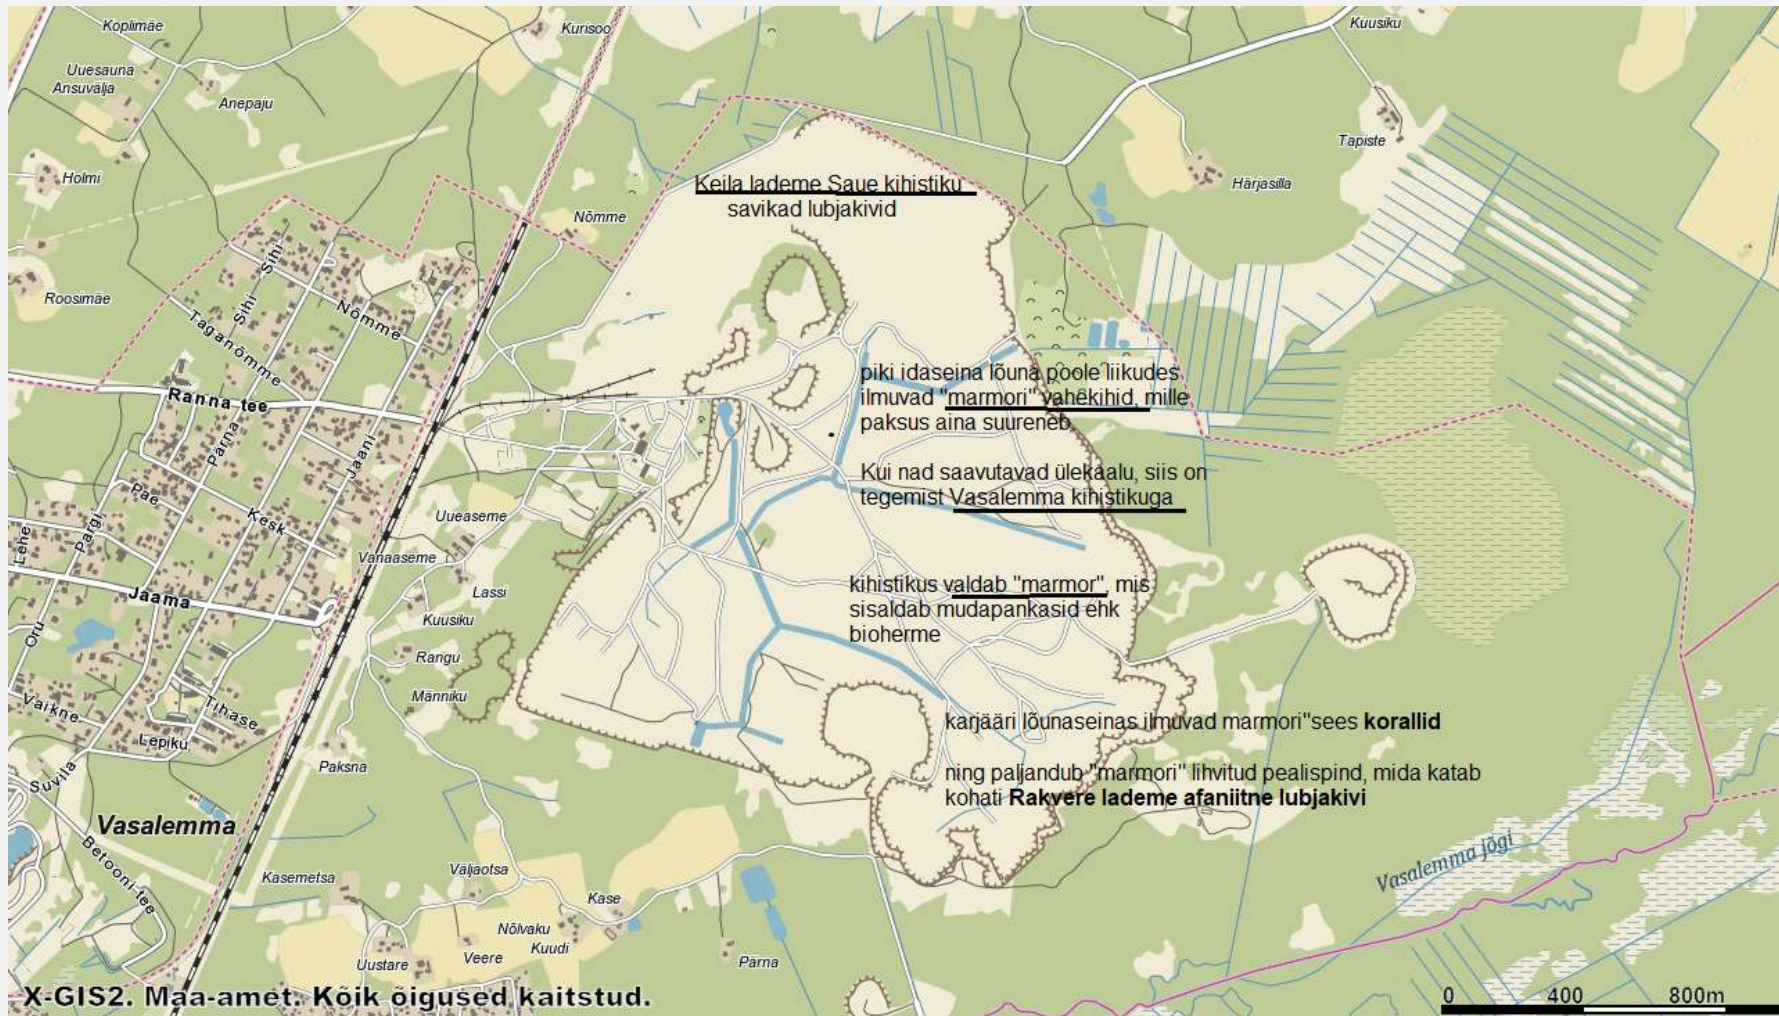 Koplimäe
Kurisoo
Kuusiku
Uuesauna
Ansuvälja
Anepaju
Tapiste
Holmi
Härjasilla
Keila lademe Saue kihistiku
savikad lubjakivid
Nõmme
Sihi
Roosimäe
Sihi
Nõmme
Taganõmme
piki idaseina lõuna poole liikudes
ilmuvad "marmori" vahekihid, mille
paksus aina suureneb
Ranna tee
Pärna
Jaani
Kui nad saavutavad ülekaalu, siis on
tegemist Vasalemma kihistikuga
Pae
Kesk
Pargi
Lehe
Uueaseme
Vanaaseme
kihistikus valdab "marmor", mis
sisaldab mudapankasid ehk
bioherme
Jaama
Lassi
Kuusiku
Oru
Rangu
Männiku
Vaikne
Tihase
Lepiku
karjääri lõunaseinas ilmuvad marmori"sees korallid
Suvila
Paksna
ning paljandub "marmori" lihvitud pealispind, mida katab
kohati Rakvere lademe afaniitne lubjakivi
Vasalemma
Betooni tee
Vasalemma jõgi
Kasemetsa
Väljaotsa
Kase
Nõlvaku
Kuudi
Veere
Uustare
Pärna
X-GIS2. Maa-amet. Kõik õigused kaitstud.
0 400 800m